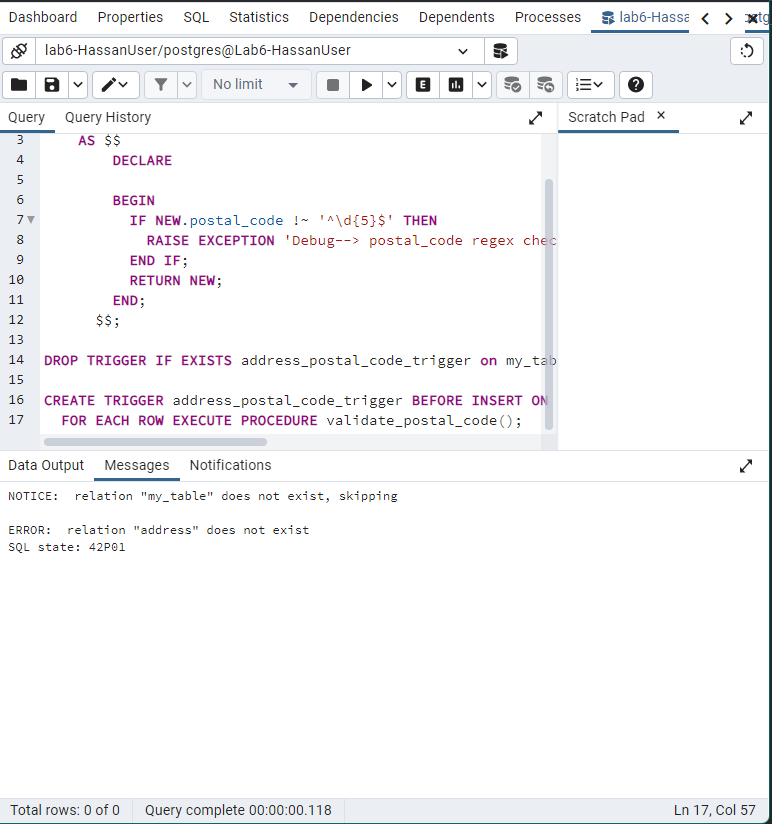 Dashboard Properties SQL Statistics Dependencies Dependents Processes lab6-Hassa
lab6-HassanUser/postgres@Lab6-HassanUser
No limit E
Query Query History Scratch Pad
3 AS $$
4 DECLARE
5
6 BEGIN
7 IF NEW.postal_code !~ '^\d{5}$' THEN
8 RAISE EXCEPTION 'Debug--> postal_code regex chec
9 END IF;
10 RETURN NEW;
11 END;
12 $$;
13
14 DROP TRIGGER IF EXISTS address_postal_code_trigger on my_tab
15
16 CREATE TRIGGER address_postal_code_trigger BEFORE INSERT ON
17 FOR EACH ROW EXECUTE PROCEDURE validate_postal_code();
Data Output Messages Notifications
NOTICE: relation "my_table" does not exist, skipping
ERROR: relation "address" does not exist
SQL state: 42P01
Total rows: 0 of 0 Query complete 00:00:00.118 Ln 17, Col 57